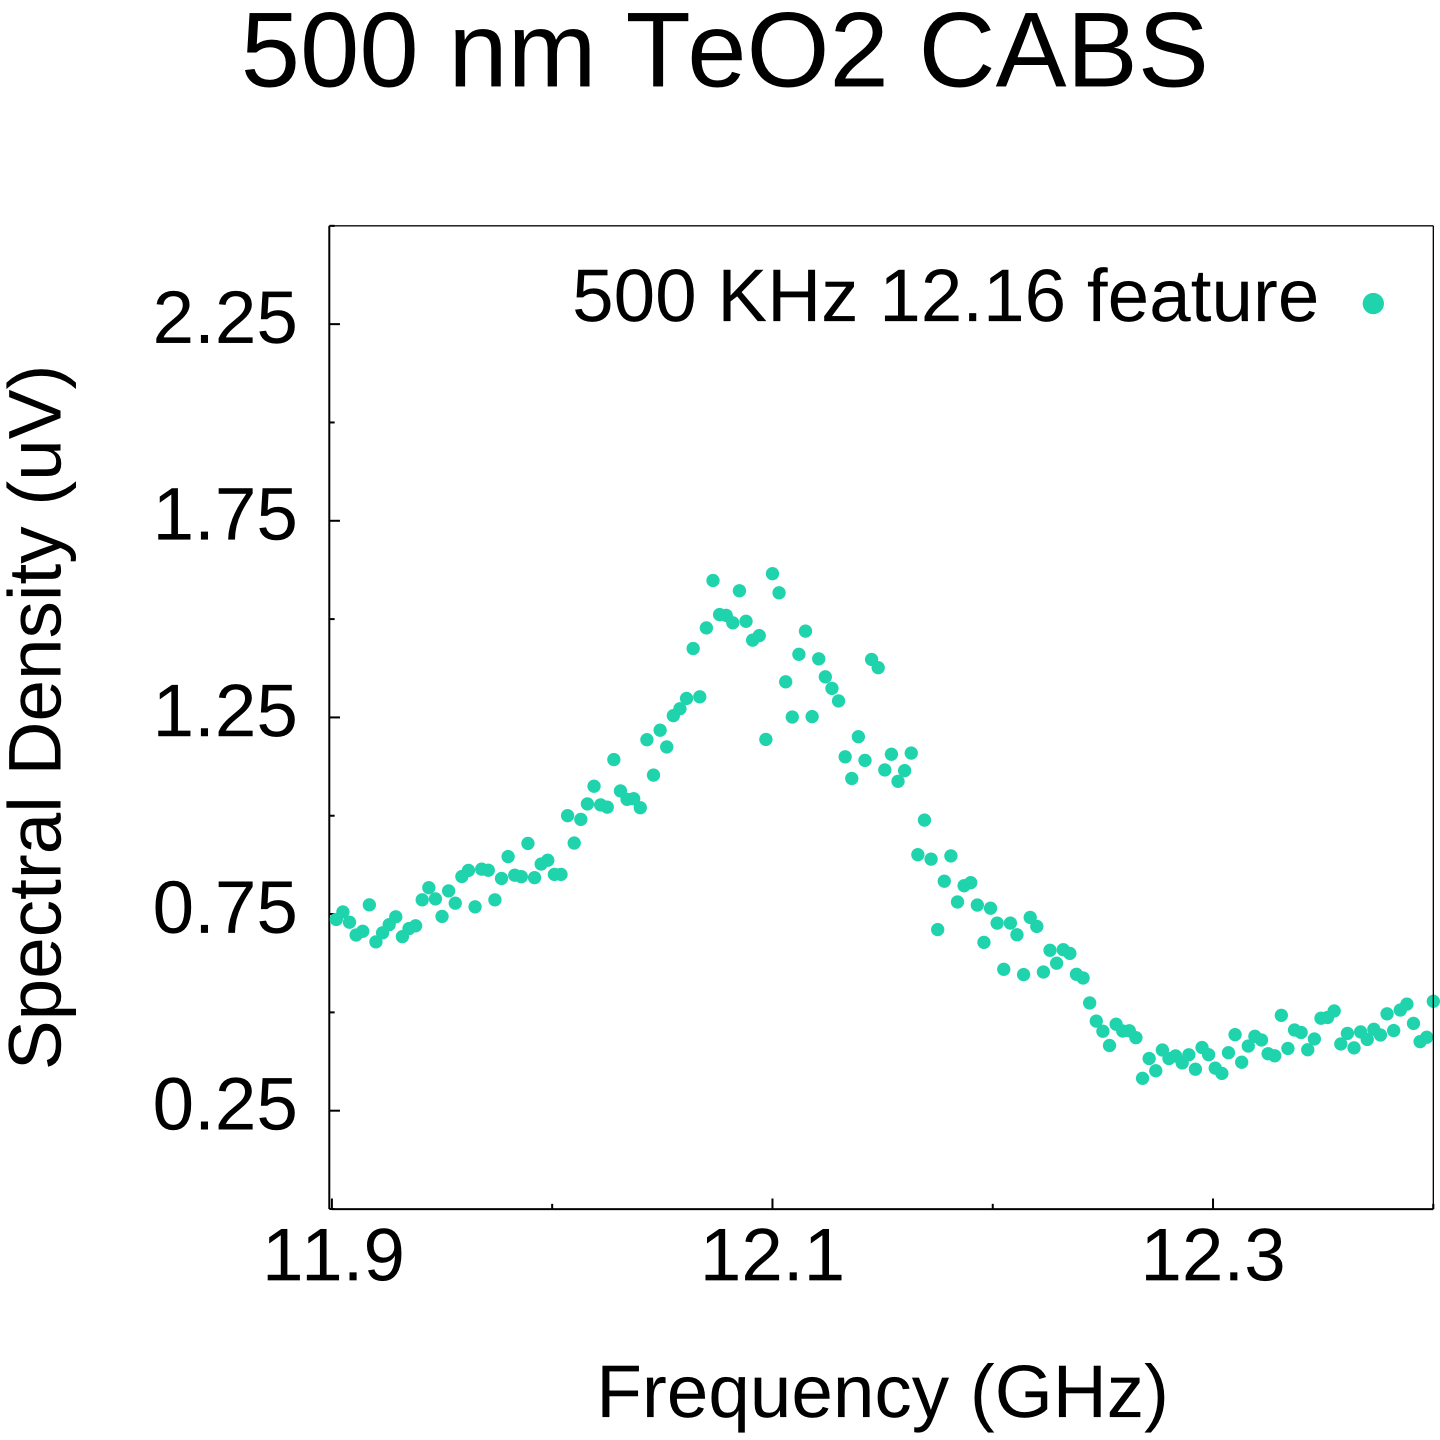 500 nm TeO2 CABS
500 KHz 12.16 feature
2.25
1.75
1.25
0.75
0.25
Spectral Density (uV)
11.9 12.1 12.3
Frequency (GHz)